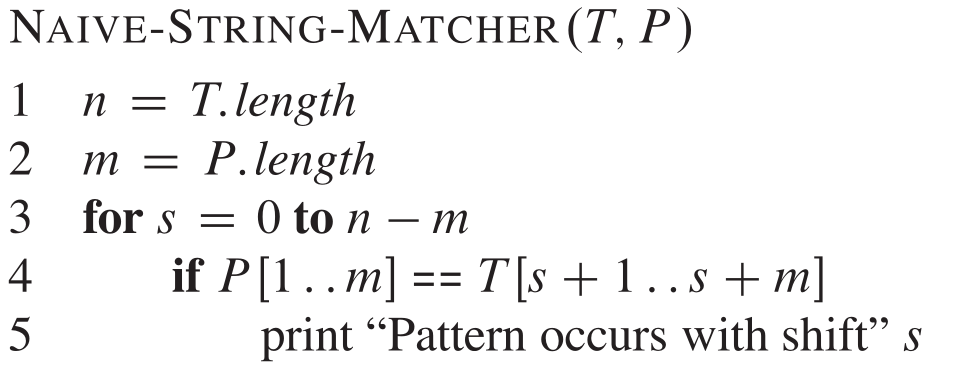 NAIVE-STRING-MATCHER(T, P)
1 n = T.length
2 m = P.length
3 for s = 0 to n − m
4 if P[1..m] == T[s + 1..s + m]
5 print “Pattern occurs with shift” s